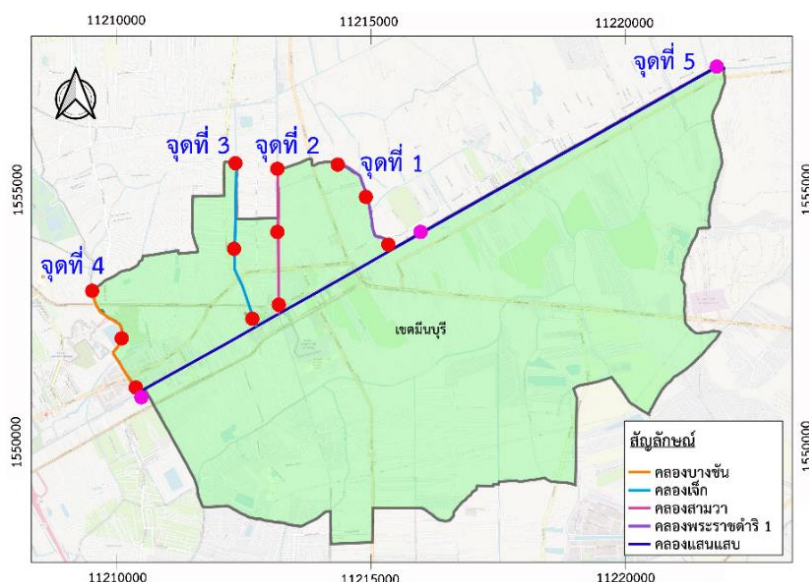 11210000 11215000 11220000
จุดที่ 5
จุดที่ 3 จุดที่ 2
จุดที่ 1
1555000 1555000
จุดที่ 4
เขตมีนบุรี
1550000 1550000
สัญลักษณ์
คลองบางชัน
คลองเจ๊ก
คลองสามวา
คลองพระราชดำริ 1
คลองแสนแสบ
11210000 11215000 11220000